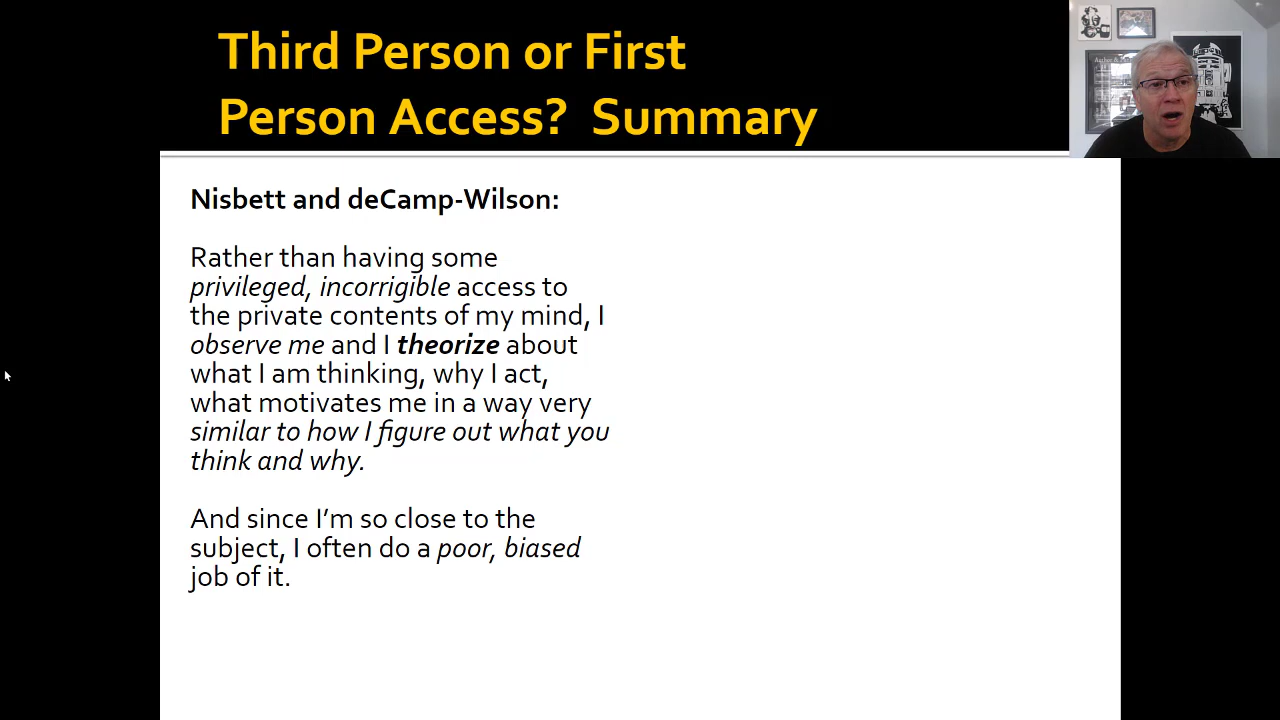 Third Person or First
Person Access? Summary
Nisbett and deCamp-Wilson:
Rather than having some
privileged, incorrigible access to
the private contents of my mind, I
observe me and I theorize about
what I am thinking, why I act,
what motivates me in a way very
similar to how I figure out what you
think and why.
And since I'm so close to the
subject, I often do a poor, biased
job of it.